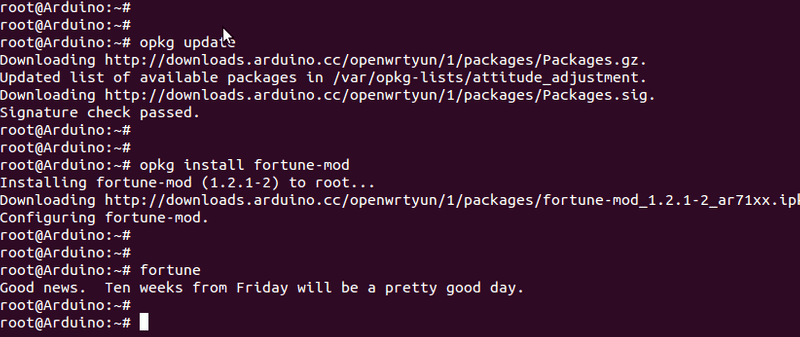 root@Arduino:~#
root@Arduino:~#
root@Arduino:~# opkg update
Downloading http://downloads.arduino.cc/openwrtyun/1/packages/Packages.gz.
Updated list of available packages in /var/opkg-lists/attitude_adjustment.
Downloading http://downloads.arduino.cc/openwrtyun/1/packages/Packages.sig.
Signature check passed.
root@Arduino:~#
root@Arduino:~#
root@Arduino:~# opkg install fortune-mod
Installing fortune-mod (1.2.1-2) to root...
Downloading http://downloads.arduino.cc/openwrtyun/1/packages/fortune-mod_1.2.1-2_ar71xx.ipk
Configuring fortune-mod.
root@Arduino:~#
root@Arduino:~#
root@Arduino:~# fortune
Good news.  Ten weeks from Friday will be a pretty good day.
root@Arduino:~#
root@Arduino:~#